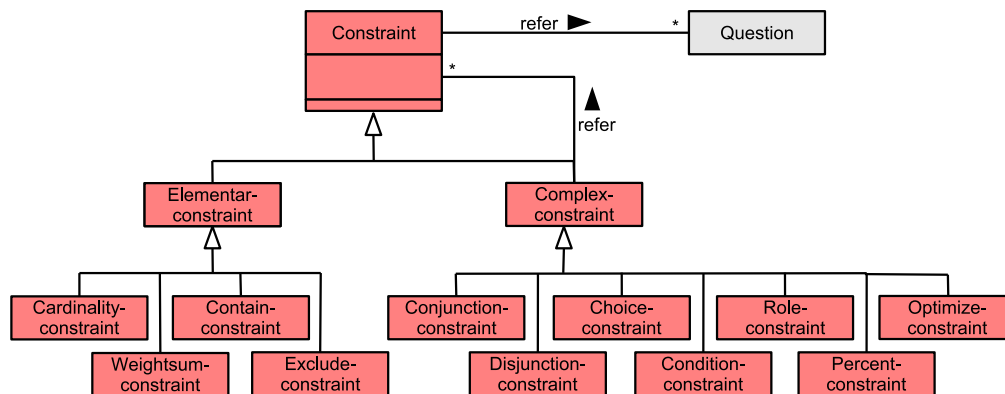 Constraint
refer
*
Question
*
refer
Elementar-
constraint
Complex-
constraint
Cardinality-
constraint
Contain-
constraint
Conjunction-
constraint
Choice-
constraint
Role-
constraint
Optimize-
constraint
Weightsum-
constraint
Exclude-
constraint
Disjunction-
constraint
Condition-
constraint
Percent-
constraint